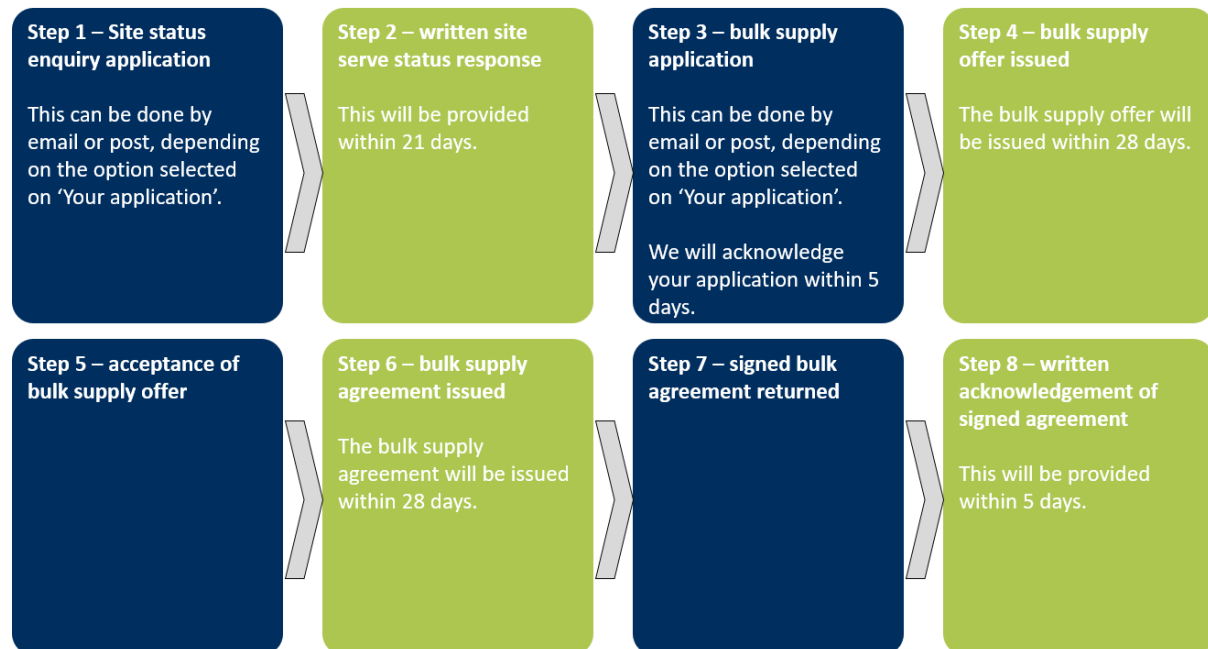 Step 1 – Site status
enquiry application
This can be done by
email or post, depending
on the option selected
on ‘Your application’.
Step 2 – written site
serve status response
This will be provided
within 21 days.
Step 3 – bulk supply
application
This can be done by
email or post, depending
on the option selected
on ‘Your application’.
We will acknowledge
your application within 5
days.
Step 4 – bulk supply
offer issued
The bulk supply offer will
be issued within 28 days.
Step 5 – acceptance of
bulk supply offer
Step 6 – bulk supply
agreement issued
The bulk supply
agreement will be issued
within 28 days.
Step 7 – signed bulk
agreement returned
Step 8 – written
acknowledgement of
signed agreement
This will be provided
within 5 days.